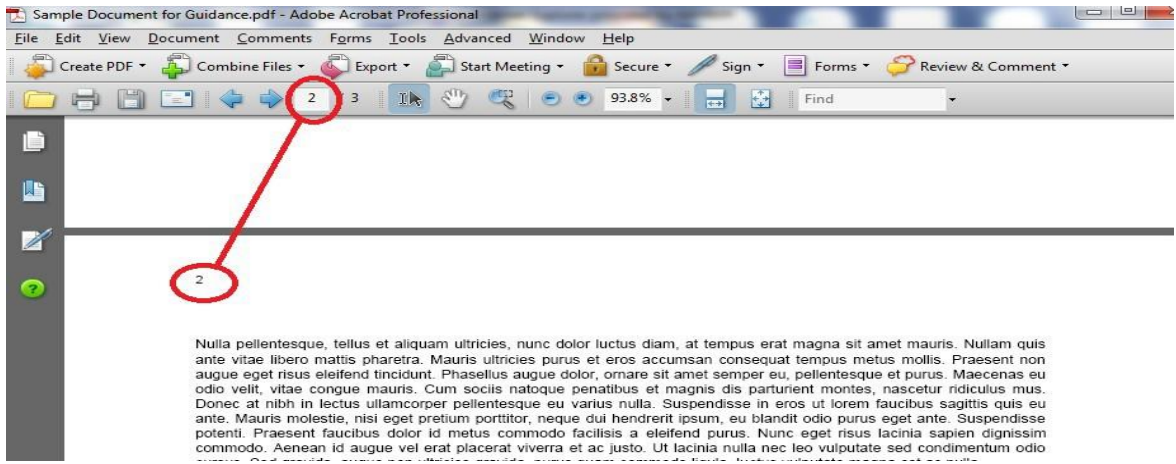 Sample Document for Guidance.pdf - Adobe Acrobat Professional
File Edit View Document Comments Forms Tools Advanced Window Help
Create PDF Combine Files Export Start Meeting Secure Sign Forms Review & Comment
2 / 3 93.8% Find
2
Nulla pellentesque, tellus et aliquam ultricies, nunc dolor luctus diam, at tempus erat magna sit amet mauris. Nullam quis
ante vitae libero mattis pharetra. Mauris ultricies purus et eros accumsan consequat tempus metus mollis. Praesent non
augue eget risus eleifend tincidunt. Phasellus augue dolor, ornare sit amet semper eu, pellentesque et purus. Maecenas eu
odio velit, vitae congue mauris. Cum sociis natoque penatibus et magnis dis parturient montes, nascetur ridiculus mus.
Donec at nibh in lectus ullamcorper pellentesque eu varius nulla. Suspendisse in eros ut lorem faucibus sagittis quis eu
ante. Mauris molestie, nisi eget pretium porttitor, neque dui hendrerit ipsum, eu blandit odio purus eget ante. Suspendisse
potenti. Praesent faucibus dolor id metus commodo facilisis a eleifend purus. Nunc eget risus lacinia sapien dignissim
commodo. Aenean id augue vel erat placerat viverra et ac justo. Ut lacinia nulla nec leo vulputate sed condimentum odio